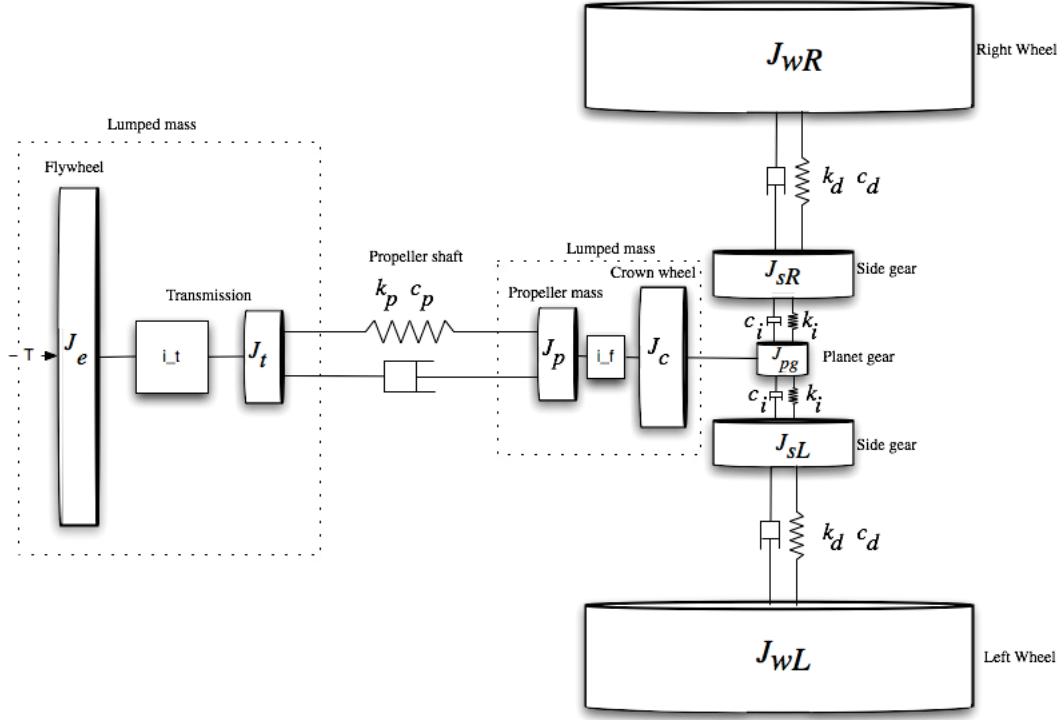 J_wR
Right Wheel
Lumped mass
Flywheel
k_d c_d
Propeller shaft
Lumped mass
Crown wheel
J_sR
Side gear
Transmission
k_p c_p
Propeller mass
c_i k_i
– T
J_e
i_t
J_t
J_p
i_f
J_c
J_pg
Planet gear
c_i k_i
J_sL
Side gear
k_d c_d
J_wL
Left Wheel